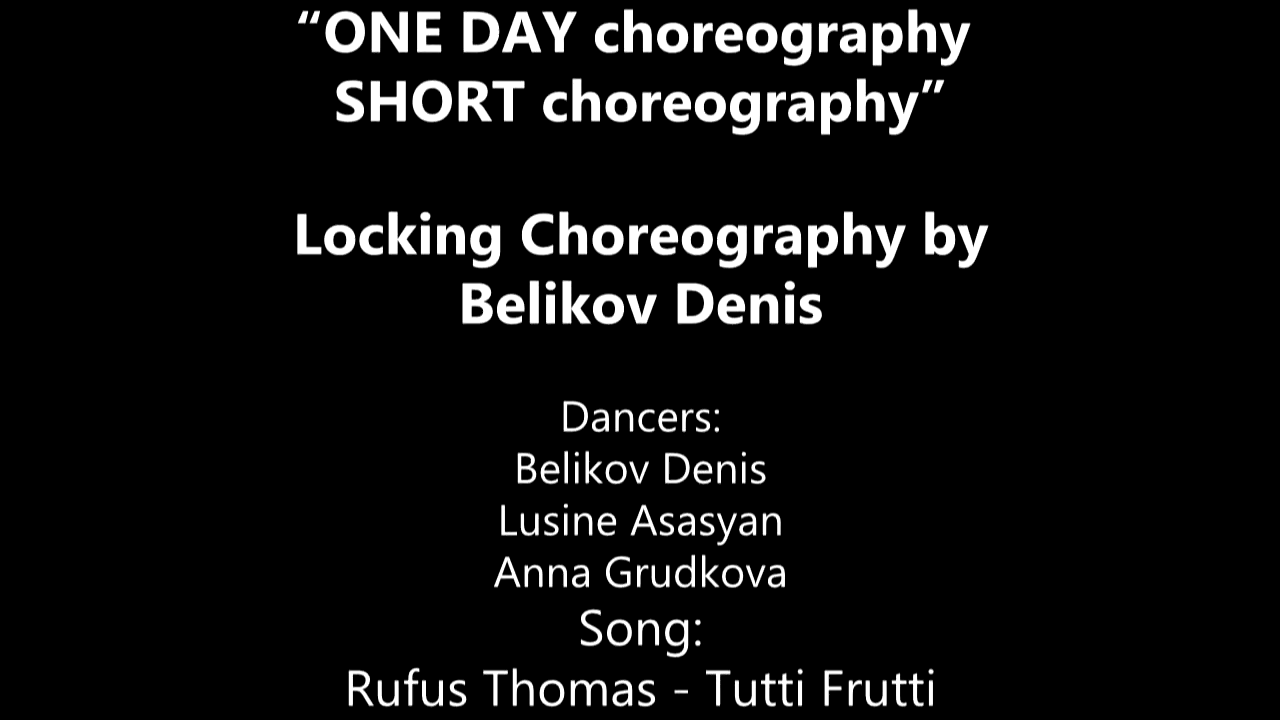 “ONE DAY choreography
SHORT choreography”
Locking Choreography by
Belikov Denis
Dancers:
Belikov Denis
Lusine Asasyan
Anna Grudkova
Song:
Rufus Thomas - Tutti Frutti